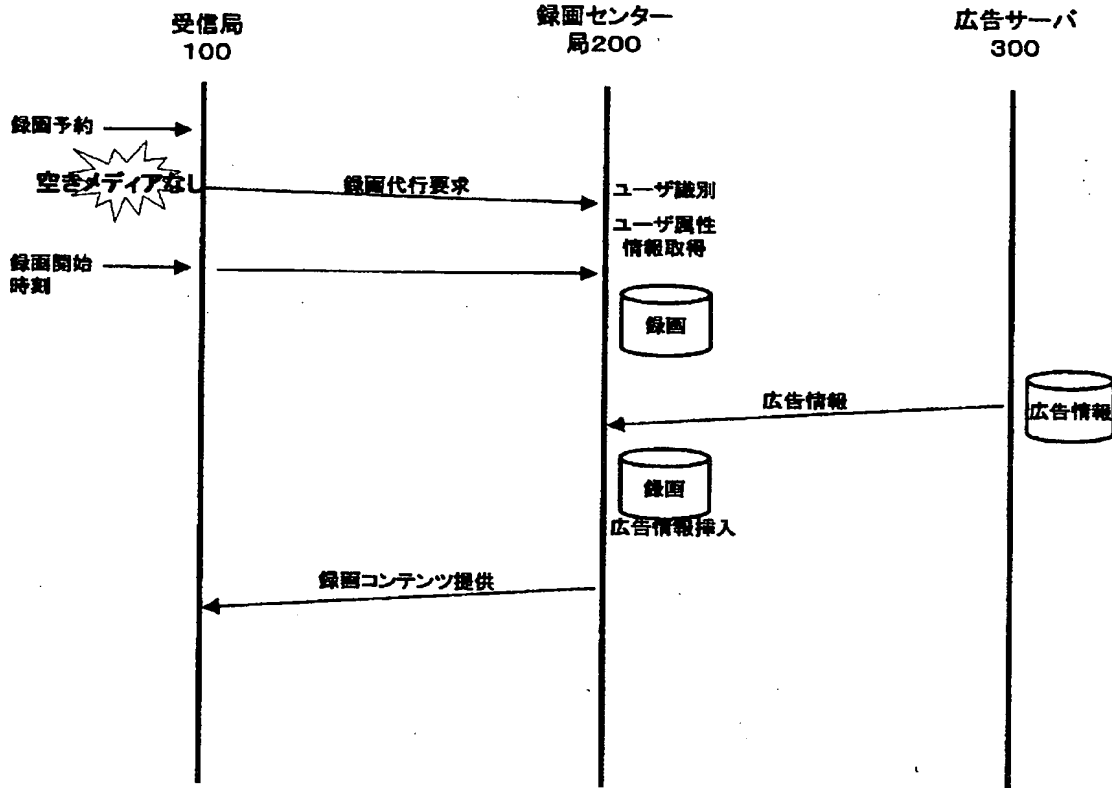 受信局
100
録画センター
局200
広告サーバ
300
録画予約
空きメディアなし
録画代行要求
ユーザ識別
ユーザ属性
情報取得
録画開始
時刻
録画
広告情報
広告情報
録画
広告情報挿入
録画コンテンツ提供